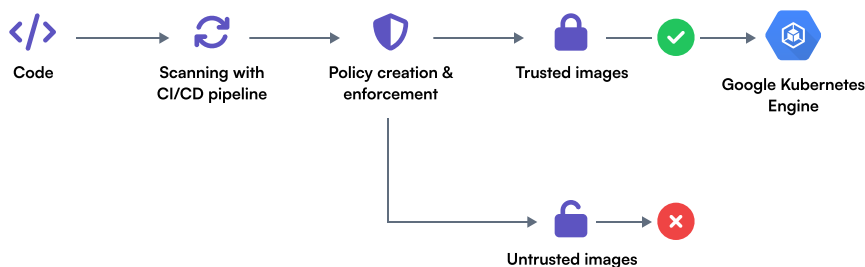 Code
Scanning with
CI/CD pipeline
Policy creation &
enforcement
Trusted images
Google Kubernetes
Engine
Untrusted images